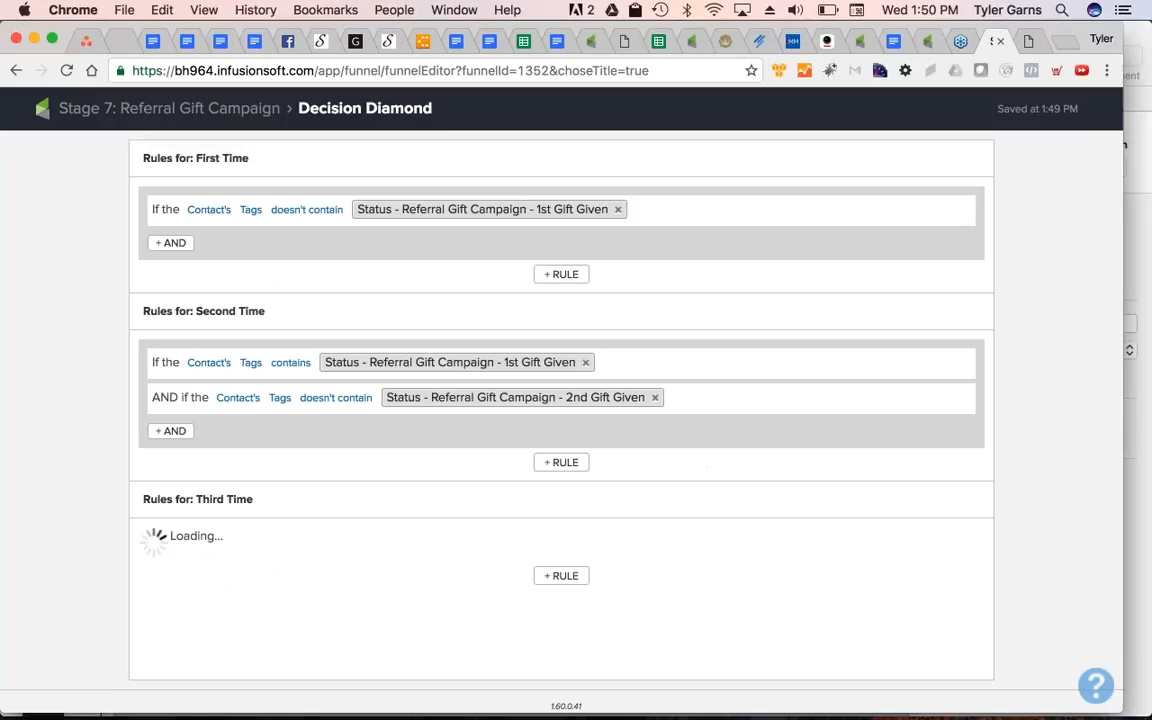 Chrome File Edit View History Bookmarks People Window Help 2 Wed 1:50 PM Tyler Garns
Tyler
https://bh964.infusionsoft.com/app/funnel/funnelEditor?funnelId=1352&choseTitle=true
Stage 7: Referral Gift Campaign > Decision Diamond Saved at 1:49 PM
Rules for: First Time
If the Contact's Tags doesn't contain Status - Referral Gift Campaign - 1st Gift Given ×
+ AND
+ RULE
Rules for: Second Time
If the Contact's Tags contains Status - Referral Gift Campaign - 1st Gift Given ×
AND if the Contact's Tags doesn't contain Status - Referral Gift Campaign - 2nd Gift Given ×
+ AND
+ RULE
Rules for: Third Time
Loading...
+ RULE
?
1.60.0.41